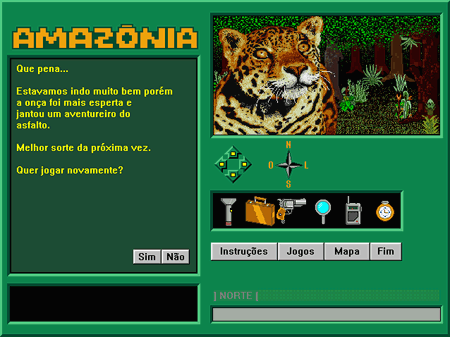 AMAZÔNIA
Que pena...
Estavamos indo muito bem porém
a onça foi mais esperta e
jantou um aventureiro do
asfalto.
Melhor sorte da próxima vez.
Quer jogar novamente?
Sim Não
N
O L
S
Instruções Jogos Mapa Fim
[ NORTE ]